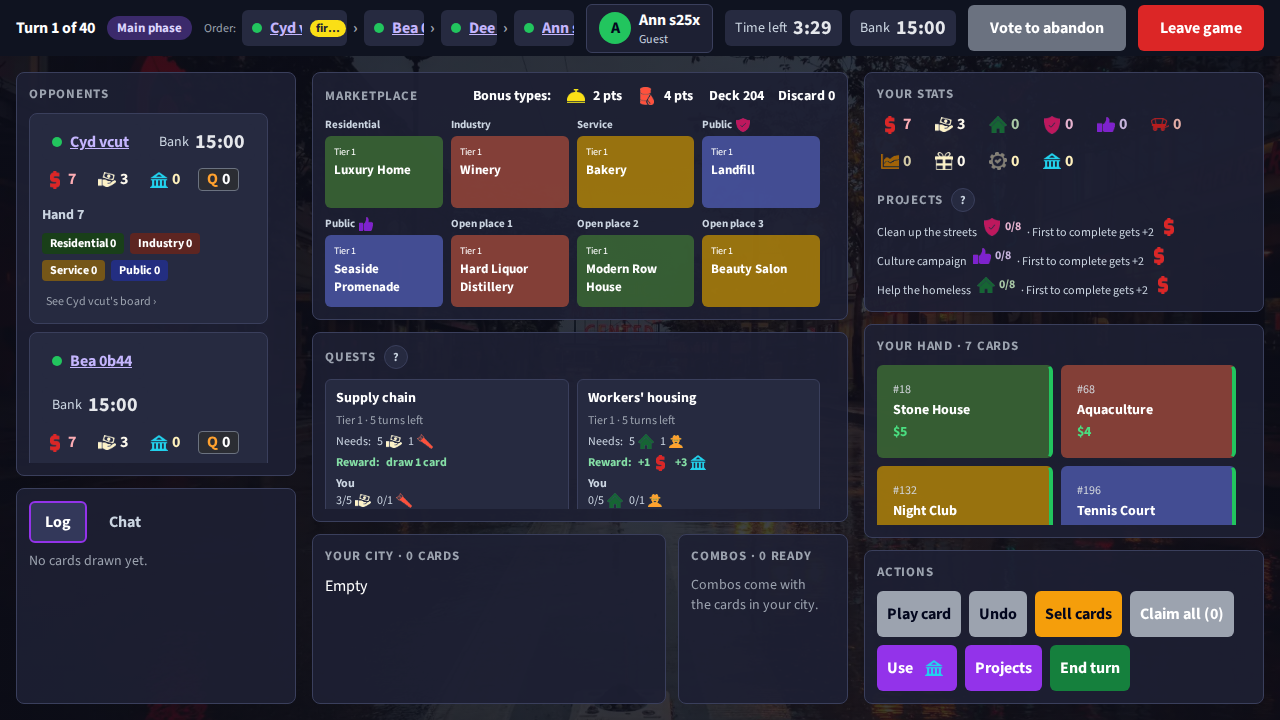 Turn 1 of 40
Main phase
Order:
fir…
›
Bea
›
Dee
›
Ann
A
Ann s25x
Guest
Time left 3:29
Bank 15:00
Vote to abandon
Leave game
OPPONENTS
Cyd vcut
Bank 15:00
7 3 0 Q 0
Hand 7
Residential 0 Industry 0
Service 0 Public 0
See Cyd vcut's board ›
Bea 0b44
Bank 15:00
7 3 0 Q 0
Log Chat
No cards drawn yet.
MARKETPLACE
Bonus types: 2 pts 4 pts Deck 204 Discard 0
Residential Industry Service Public
Tier 1
Luxury Home
Tier 1
Winery
Tier 1
Bakery
Tier 1
Landfill
Public Open place 1 Open place 2 Open place 3
Tier 1
Seaside
Promenade
Tier 1
Hard Liquor
Distillery
Tier 1
Modern Row
House
Tier 1
Beauty Salon
QUESTS ?
Supply chain
Tier 1 · 5 turns left
Needs: 5 1
Reward: draw 1 card
You
3/5 0/1
Workers' housing
Tier 1 · 5 turns left
Needs: 5 1
Reward: +1 +3
You
0/5 0/1
YOUR CITY · 0 CARDS
Empty
COMBOS · 0 READY
Combos come with
the cards in your city.
YOUR STATS
7 3 0 0 0 0
0 0 0 0
PROJECTS ?
Clean up the streets 0/8 · First to complete gets +2
Culture campaign 0/8 · First to complete gets +2
Help the homeless 0/8 · First to complete gets +2
YOUR HAND · 7 CARDS
#18
Stone House
$5
#68
Aquaculture
$4
#132
Night Club
#196
Tennis Court
ACTIONS
Play card Undo Sell cards Claim all (0)
Use Projects End turn